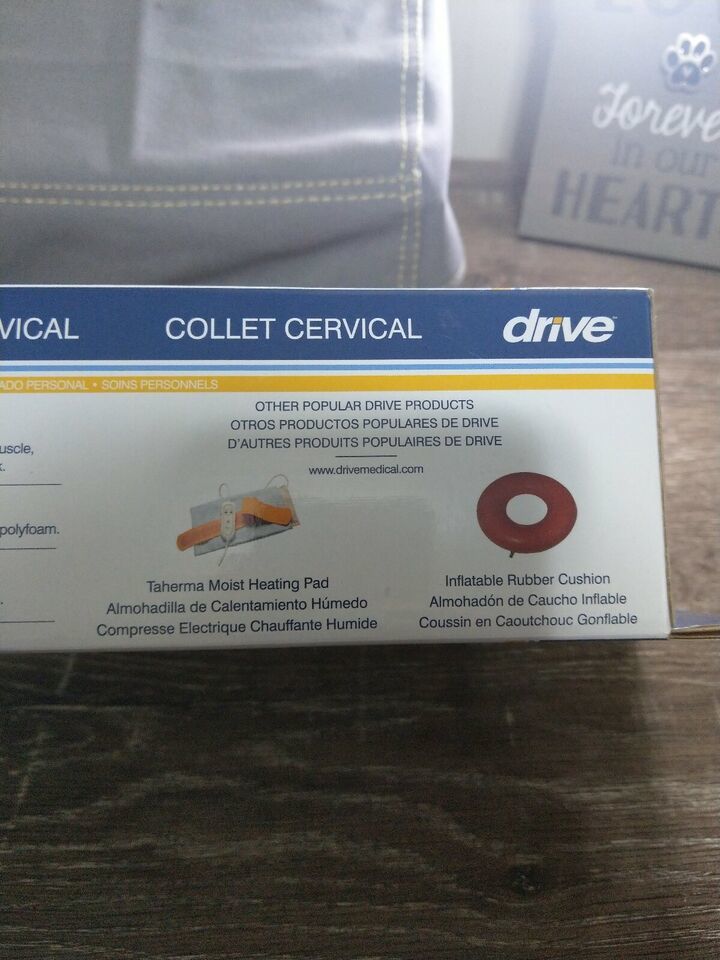 Forever
in our
HEART
VICAL
COLLET CERVICAL
drive
ADO PERSONAL • SOINS PERSONNELS
OTHER POPULAR DRIVE PRODUCTS
OTROS PRODUCTOS POPULARES DE DRIVE
D'AUTRES PRODUITS POPULAIRES DE DRIVE
www.drivemedical.com
uscle,
polyfoam.
Taherma Moist Heating Pad
Almohadilla de Calentamiento Húmedo
Compresse Electrique Chauffante Humide
Inflatable Rubber Cushion
Almohadón de Caucho Inflable
Coussin en Caoutchouc Gonflable